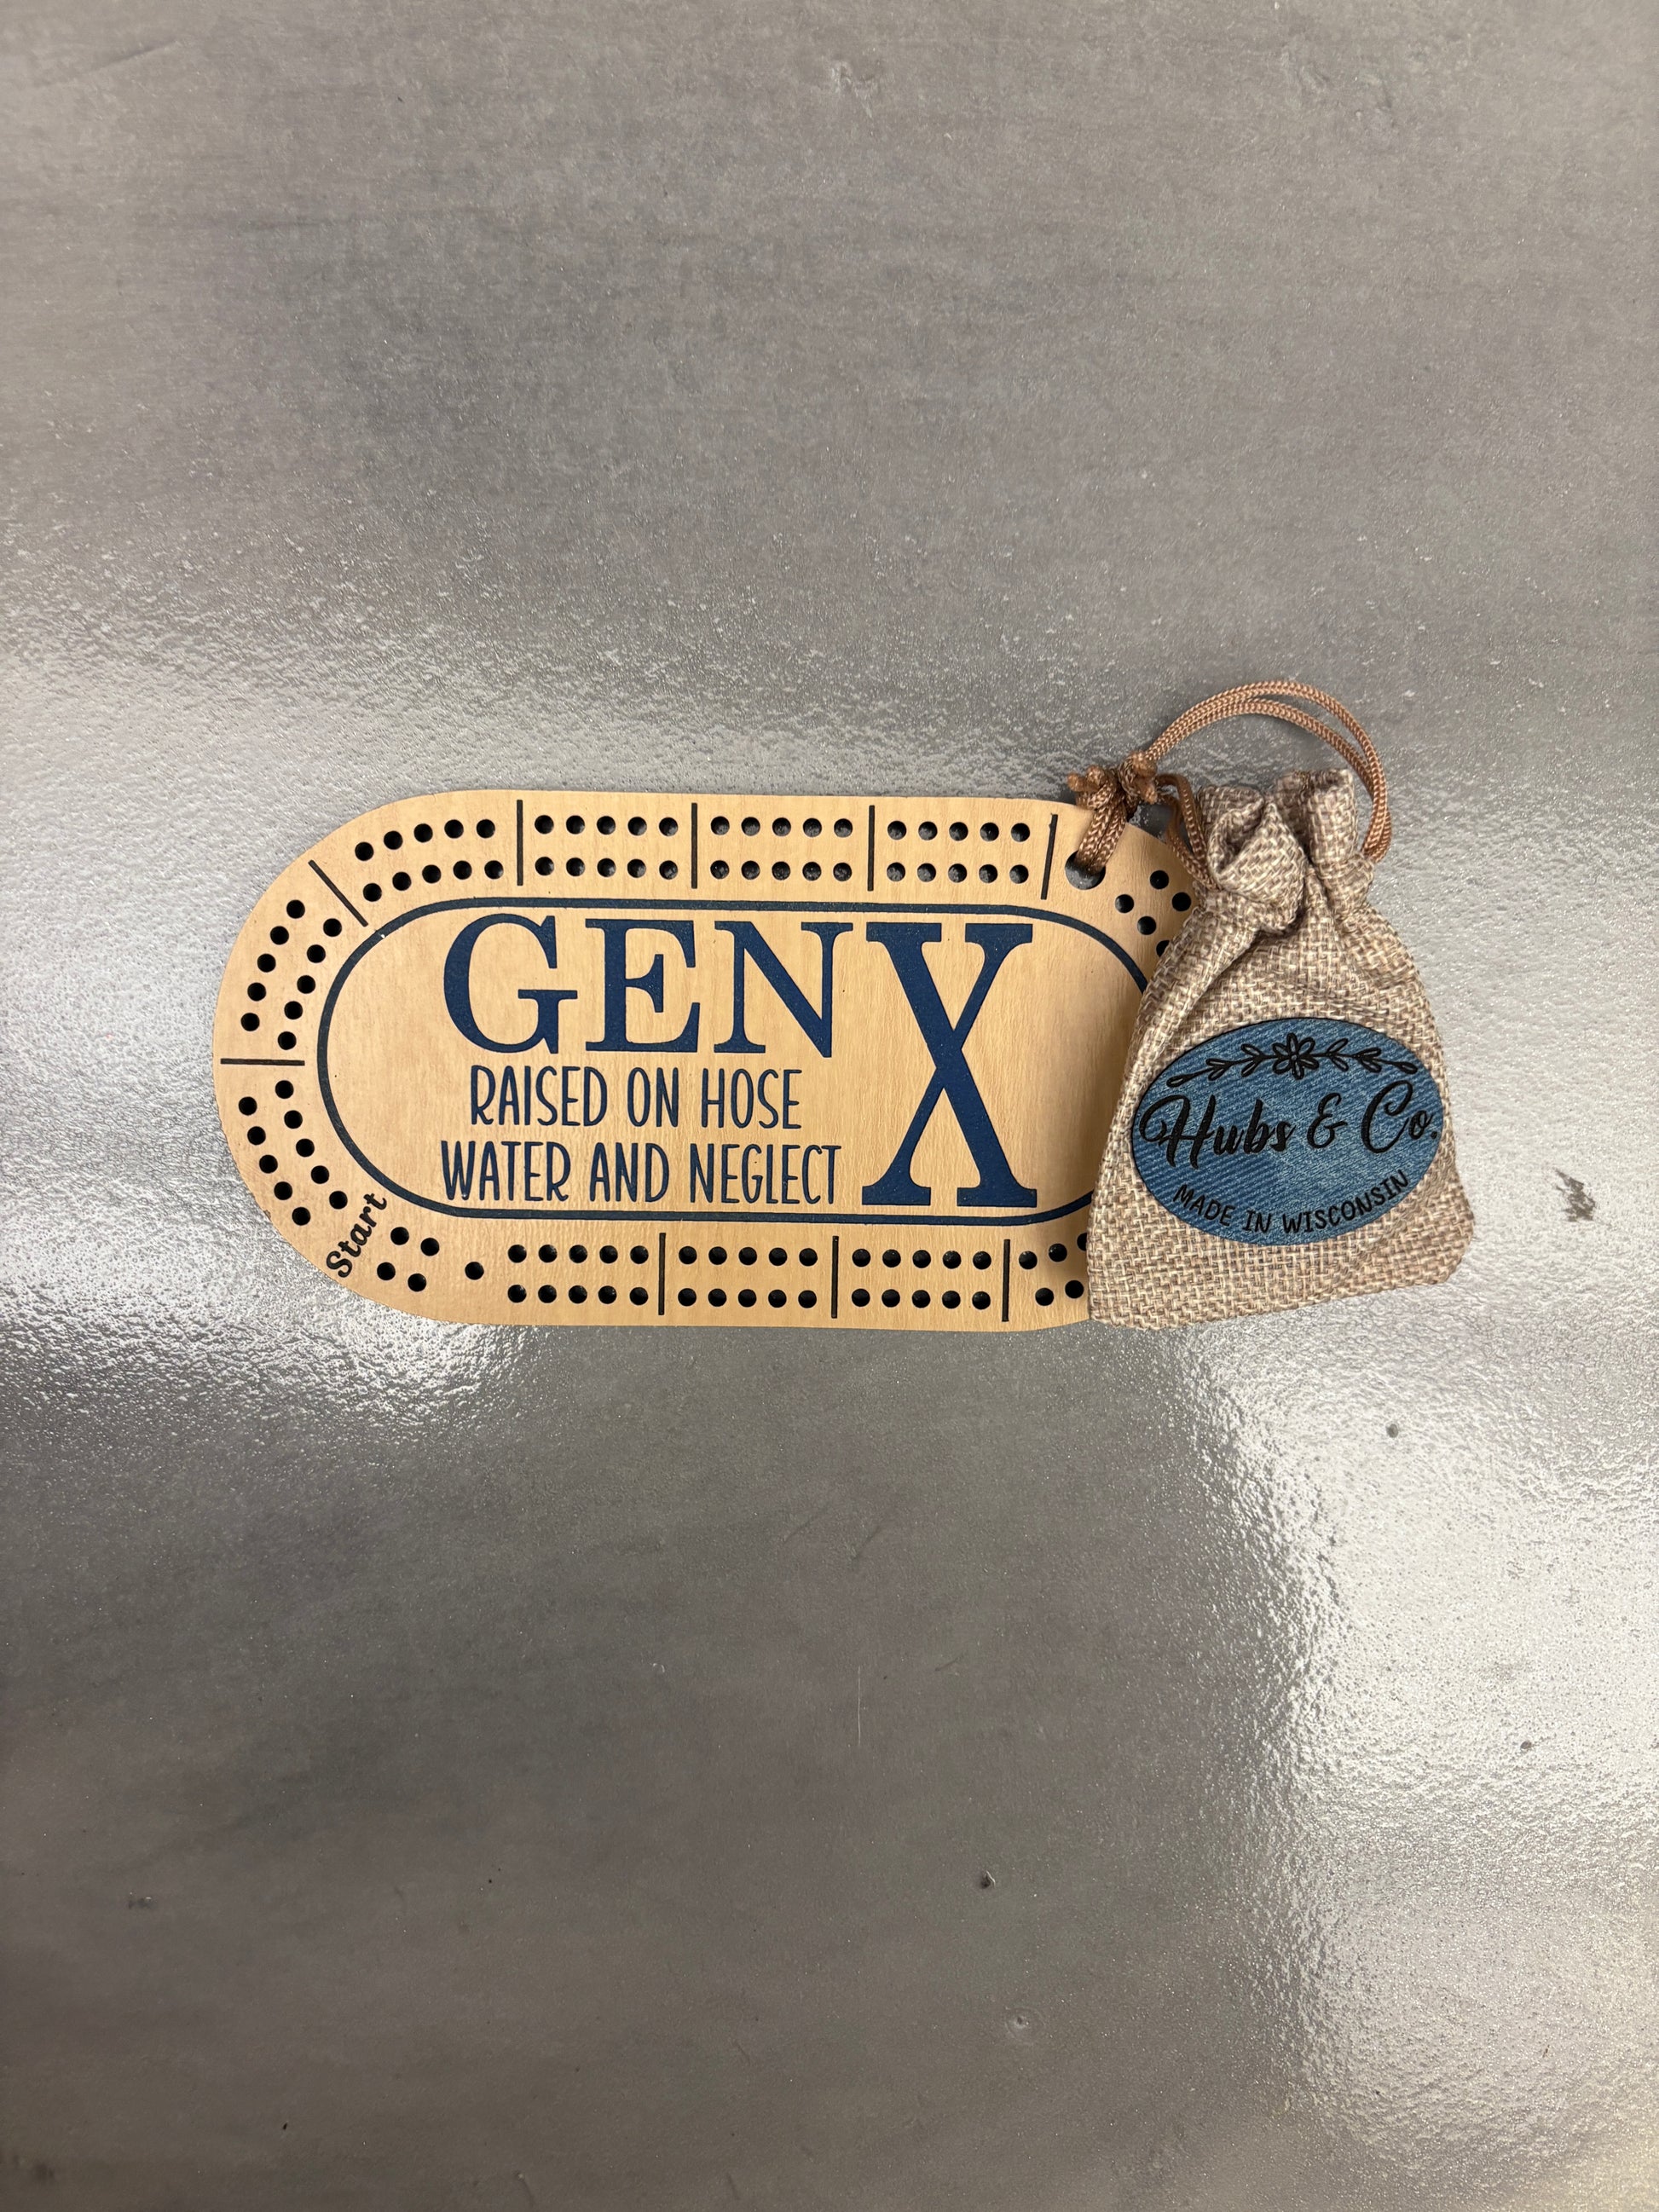 GEN X
RAISED ON HOSE
WATER AND NEGLECT
Start
Hubs & Co.
MADE IN WISCONSIN